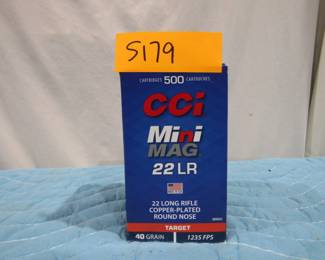 S179
CARTRIDGES 500 CARTOUCHES
CCI
Mini
MAG
22 LR
22 LONG RIFLE
COPPER-PLATED
ROUND NOSE
TARGET
40 GRAIN 1235 FPS